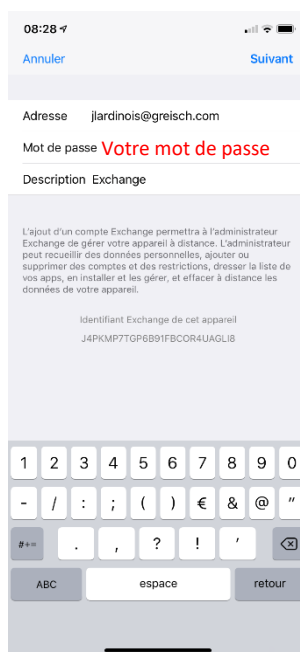 08:28
Annuler Suivant
Adresse jlardinois@greisch.com
Mot de passe Votre mot de passe
Description Exchange
L'ajout d'un compte Exchange permettra à l'administrateur
Exchange de gérer votre appareil à distance. L'administrateur
peut recueillir des données personnelles, ajouter ou
supprimer des comptes et des restrictions, dresser la liste de
vos apps, en installer et les gérer, et effacer à distance les
données de votre appareil.
Identifiant Exchange de cet appareil
J4PKMP7TGP6B91FBCOR4UAGLI8
1 2 3 4 5 6 7 8 9 0
- / : ; ( ) € & @ "
#+= . , ? ! '
ABC espace retour